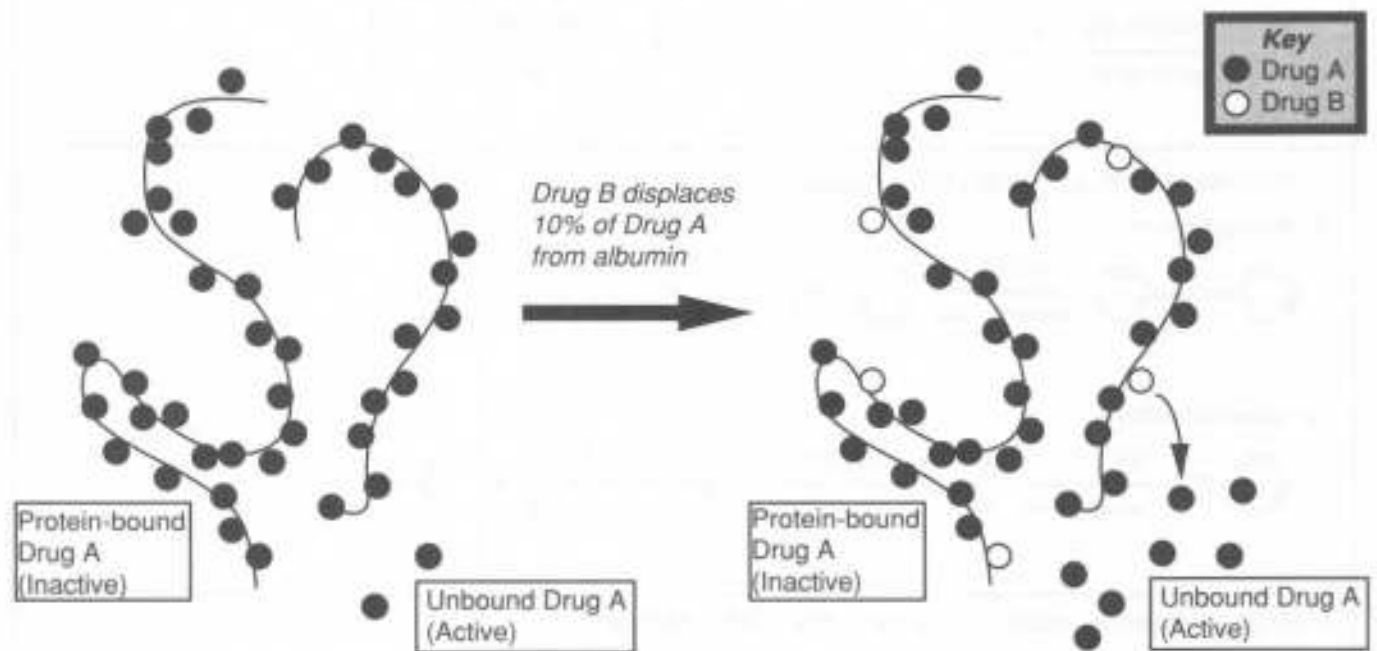 Key
Drug A
Drug B
Drug B displaces
10% of Drug A
from albumin
Protein-bound
Drug A
(Inactive)
Unbound Drug A
(Active)
Protein-bound
Drug A
(Inactive)
Unbound Drug A
(Active)